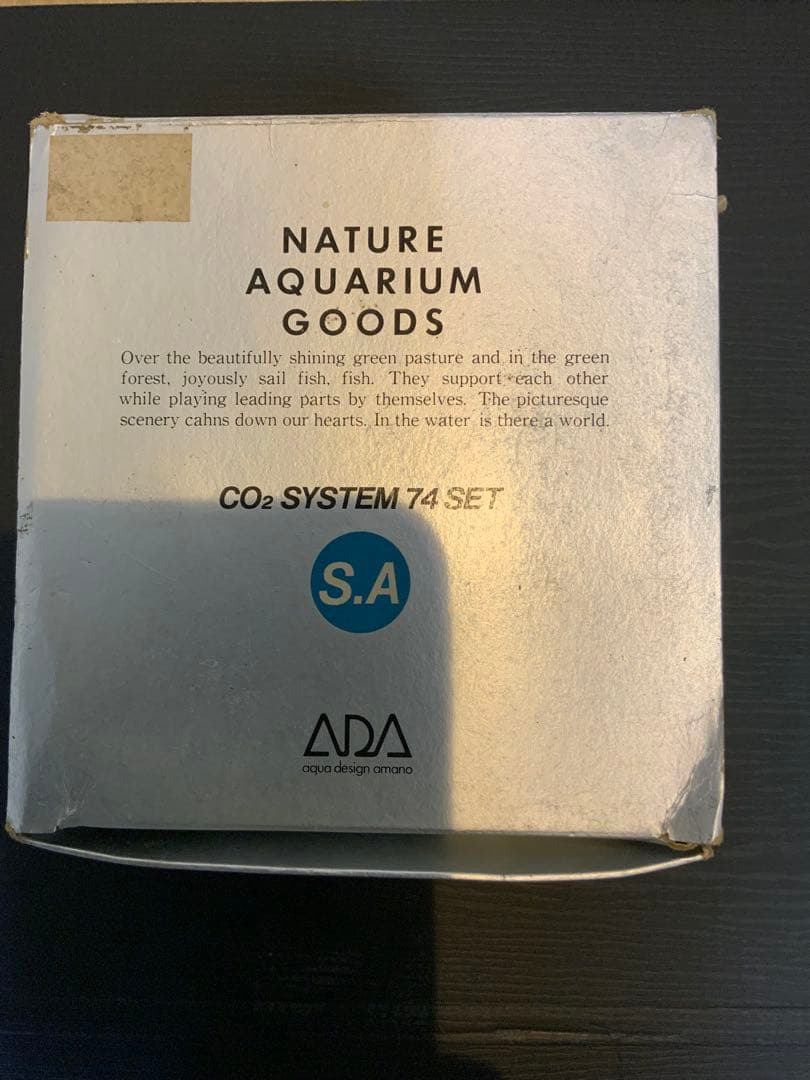 NATURE
AQUARIUM
GOODS
Over the beautifully shining green pasture and in the green
forest, joyously sail fish, fish. They support each other
while playing leading parts by themselves. The picturesque
scenery cahns down our hearts. In the water is there a world.
CO₂ SYSTEM 74 SET
S.A
ADA
aqua design amano